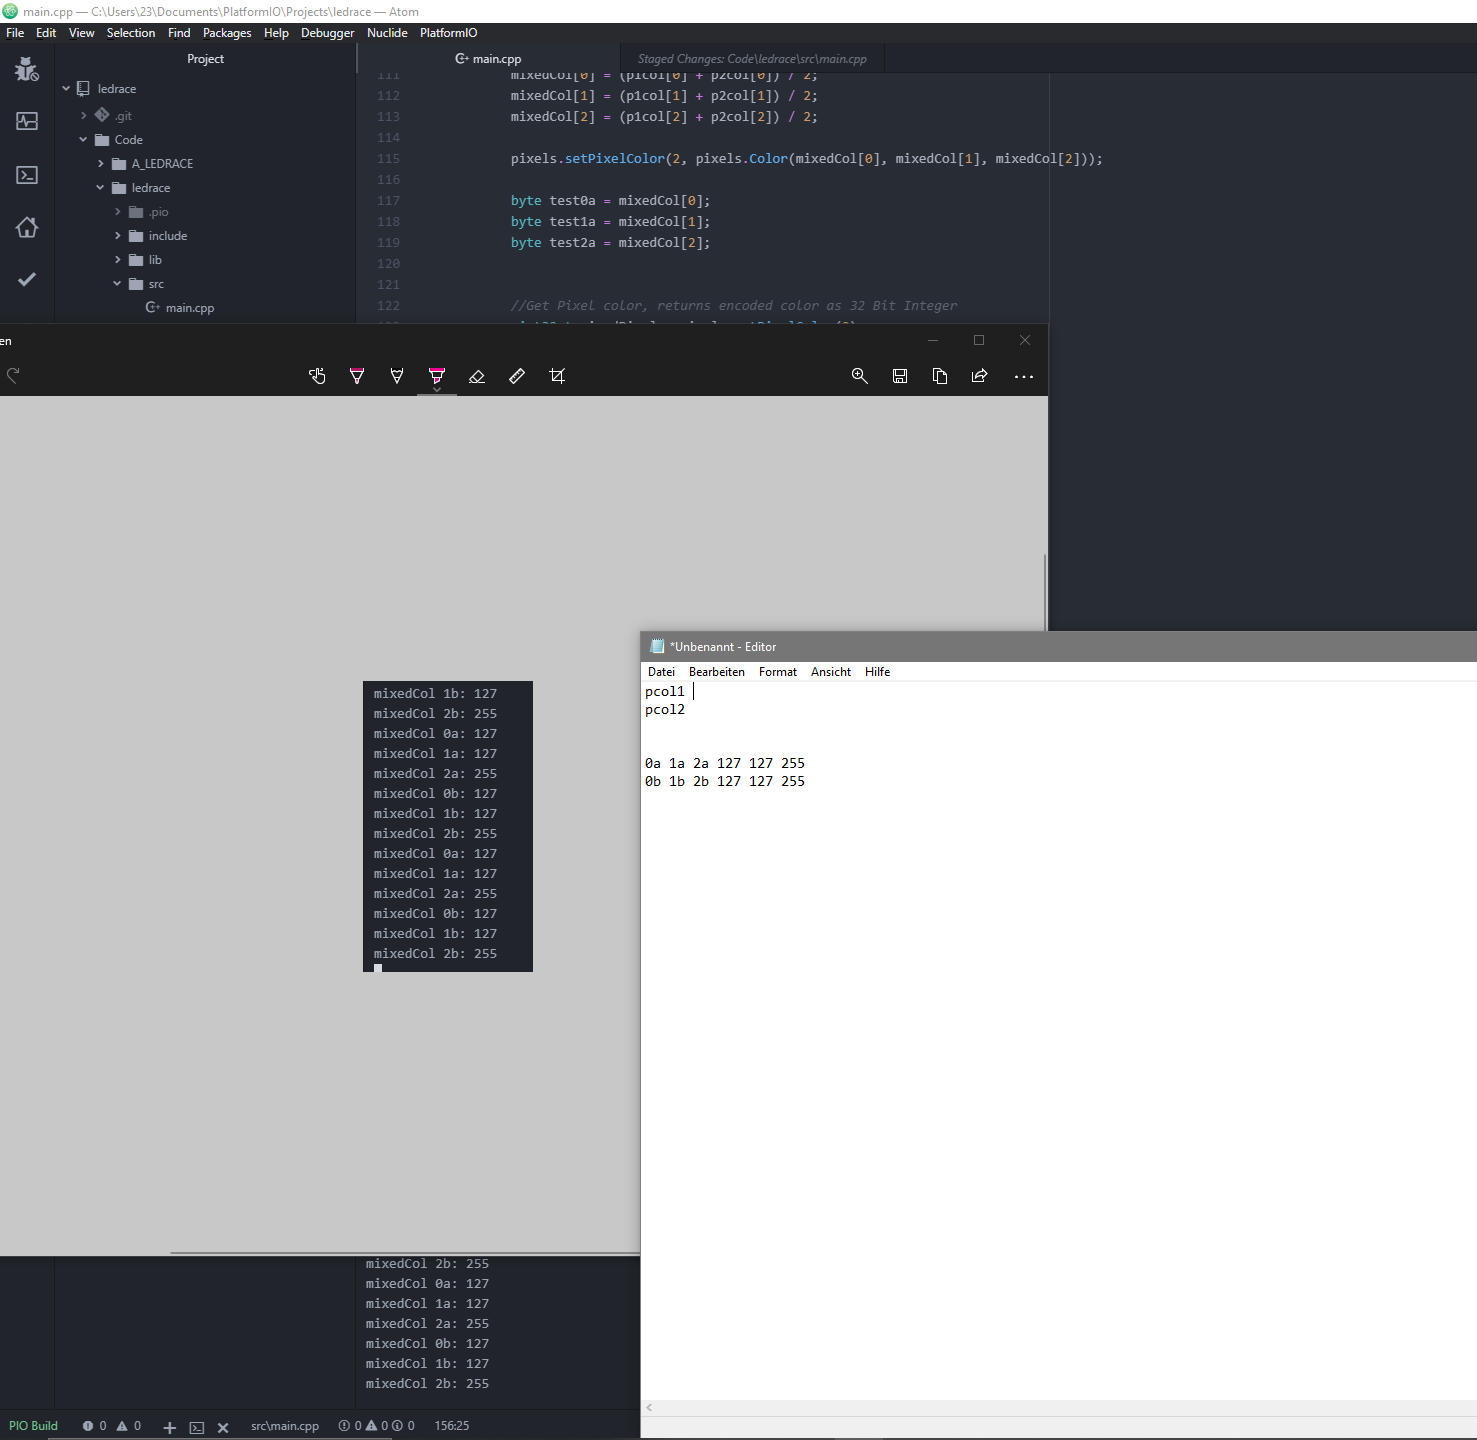 main.cpp — C:\Users\23\Documents\PlatformIO\Projects\ledrace — Atom
File Edit View Selection Find Packages Help Debugger Nuclide PlatformIO
Project
main.cpp
Staged Changes: Code\ledrace\src\main.cpp
ledrace
.git
Code
A_LEDRACE
ledrace
.pio
include
lib
src
main.cpp
111 mixedCol[0] = (p1col[0] + p2col[0]) / 2;
112 mixedCol[1] = (p1col[1] + p2col[1]) / 2;
113 mixedCol[2] = (p1col[2] + p2col[2]) / 2;
114
115 pixels.setPixelColor(2, pixels.Color(mixedCol[0], mixedCol[1], mixedCol[2]));
116
117 byte test0a = mixedCol[0];
118 byte test1a = mixedCol[1];
119 byte test2a = mixedCol[2];
120
121
122 //Get Pixel color, returns encoded color as 32 Bit Integer
en
mixedCol 1b: 127
mixedCol 2b: 255
mixedCol 0a: 127
mixedCol 1a: 127
mixedCol 2a: 255
mixedCol 0b: 127
mixedCol 1b: 127
mixedCol 2b: 255
mixedCol 0a: 127
mixedCol 1a: 127
mixedCol 2a: 255
mixedCol 0b: 127
mixedCol 1b: 127
mixedCol 2b: 255
*Unbenannt - Editor
Datei Bearbeiten Format Ansicht Hilfe
pcol1
pcol2
0a 1a 2a 127 127 255
0b 1b 2b 127 127 255
mixedCol 2b: 255
mixedCol 0a: 127
mixedCol 1a: 127
mixedCol 2a: 255
mixedCol 0b: 127
mixedCol 1b: 127
mixedCol 2b: 255
PIO Build 0 0 src\main.cpp 0 0 0 156:25